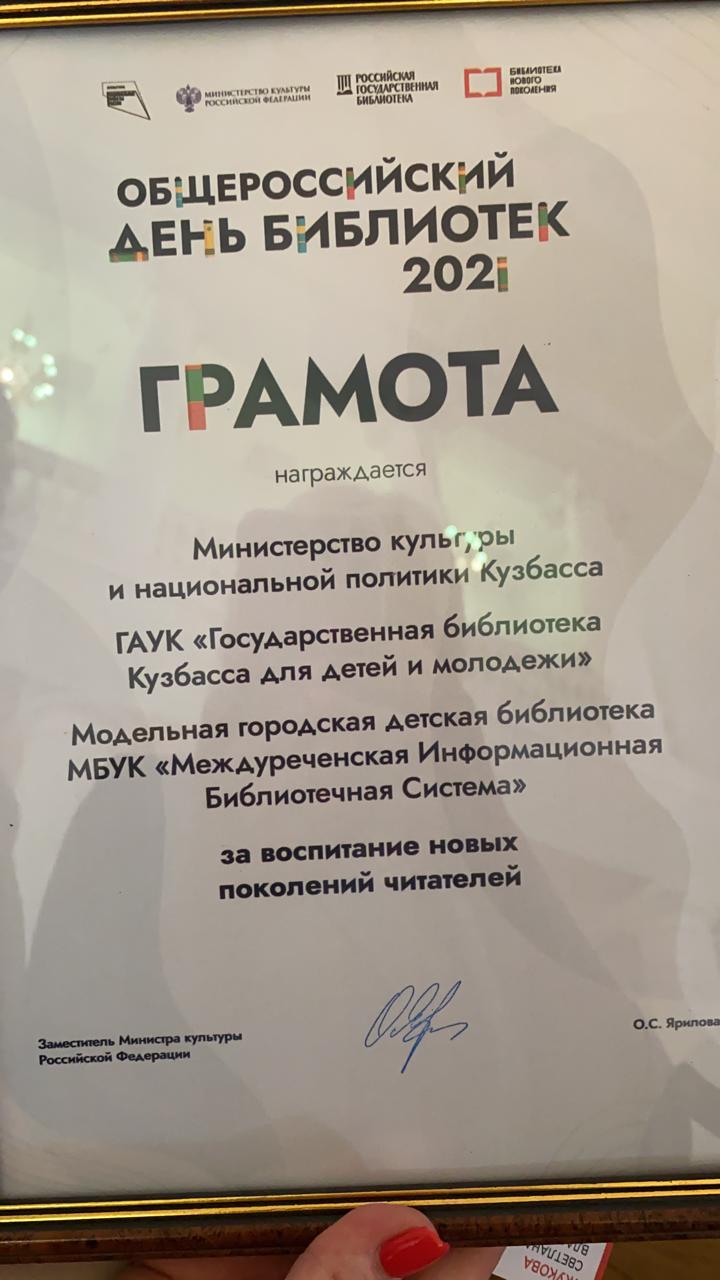 МИНИСТЕРСТВО КУЛЬТУРЫ
РОССИЙСКОЙ ФЕДЕРАЦИИ
РОССИЙСКАЯ
ГОСУДАРСТВЕННАЯ
БИБЛИОТЕКА
БИБЛИОТЕКА
НОВОГО
ПОКОЛЕНИЯ
ОБЩЕРОССИЙСКИЙ
ДЕНЬ БИБЛИОТЕК
2021
ГРАМОТА
награждается
Министерство культуры
и национальной политики Кузбасса
ГАУК «Государственная библиотека
Кузбасса для детей и молодежи»
Модельная городская детская библиотека
МБУК «Междуреченская Информационная
Библиотечная Система»
за воспитание новых
поколений читателей
Заместитель Министра культуры
Российской Федерации
О.С. Ярилова
СВЕТЛАНА